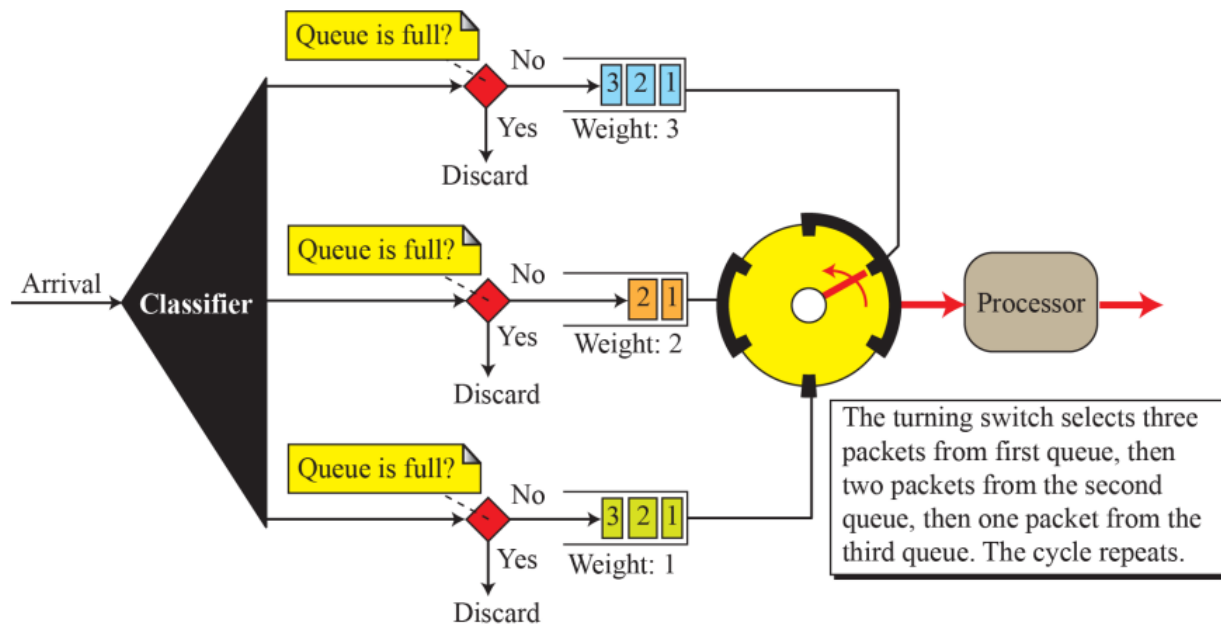 Queue is full?
No
3 2 1
Yes
Weight: 3
Discard
Queue is full?
No
Arrival
Classifier
2 1
Processor
Yes
Weight: 2
Discard
The turning switch selects three
packets from first queue, then
two packets from the second
queue, then one packet from the
third queue. The cycle repeats.
Queue is full?
No
3 2 1
Yes
Weight: 1
Discard